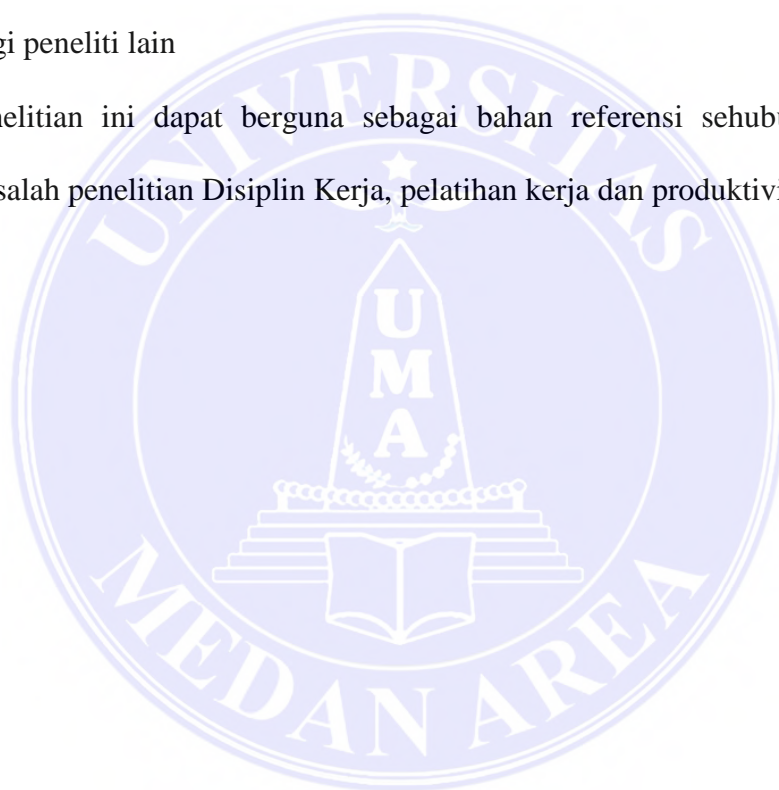 gi peneliti lain
nelitian ini dapat berguna sebagai bahan referensi sehubu
salah penelitian Disiplin Kerja, pelatihan kerja dan produktivi
UNIVERSITAS
U
M
A
MEDAN AREA